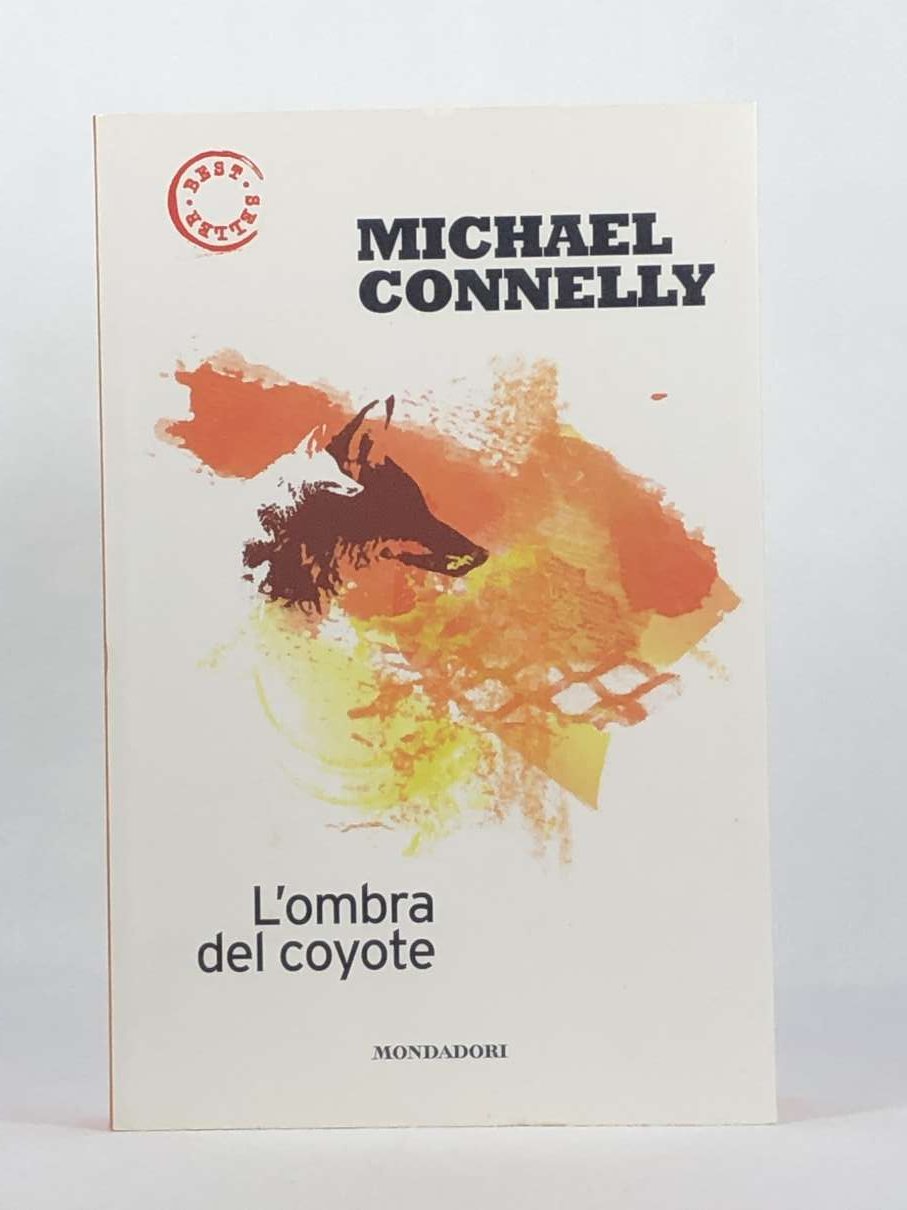 · BEST · SELLER
MICHAEL
CONNELLY
L'ombra
del coyote
MONDADORI